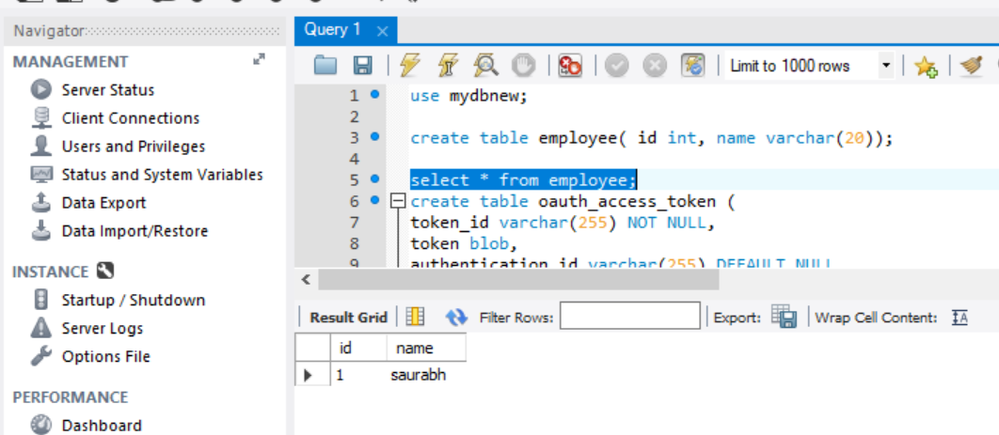 Navigator
MANAGEMENT
Server Status
Client Connections
Users and Privileges
Status and System Variables
Data Export
Data Import/Restore
INSTANCE
Startup / Shutdown
Server Logs
Options File
PERFORMANCE
Dashboard
Query 1
Limit to 1000 rows
1 use mydbnew;
2
3 create table employee( id int, name varchar(20));
4
5 select * from employee;
6 create table oauth_access_token (
7 token_id varchar(255) NOT NULL,
8 token blob,
9 authentication_id varchar(255) DEFAULT NULL
Result Grid Filter Rows: Export: Wrap Cell Content:
id name
1 saurabh